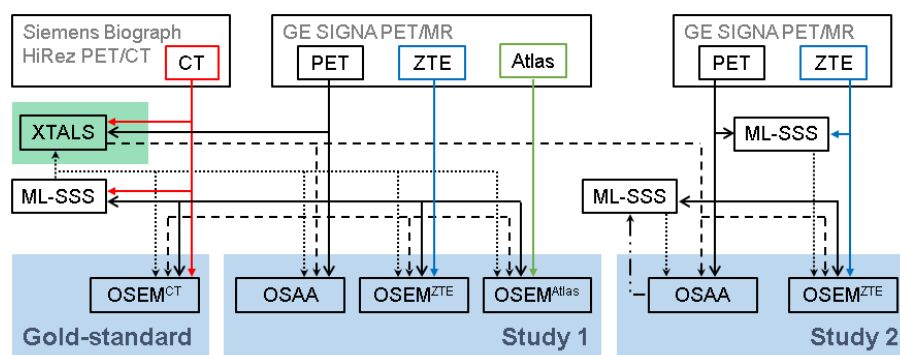 Siemens Biograph
HiRez PET/CT
CT
GE SIGNA PET/MR
PET
ZTE
Atlas
GE SIGNA PET/MR
PET
ZTE
XTALS
ML-SSS
ML-SSS
ML-SSS
OSEM^CT
OSAA
OSEM^ZTE
OSEM^Atlas
OSAA
OSEM^ZTE
Gold-standard
Study 1
Study 2